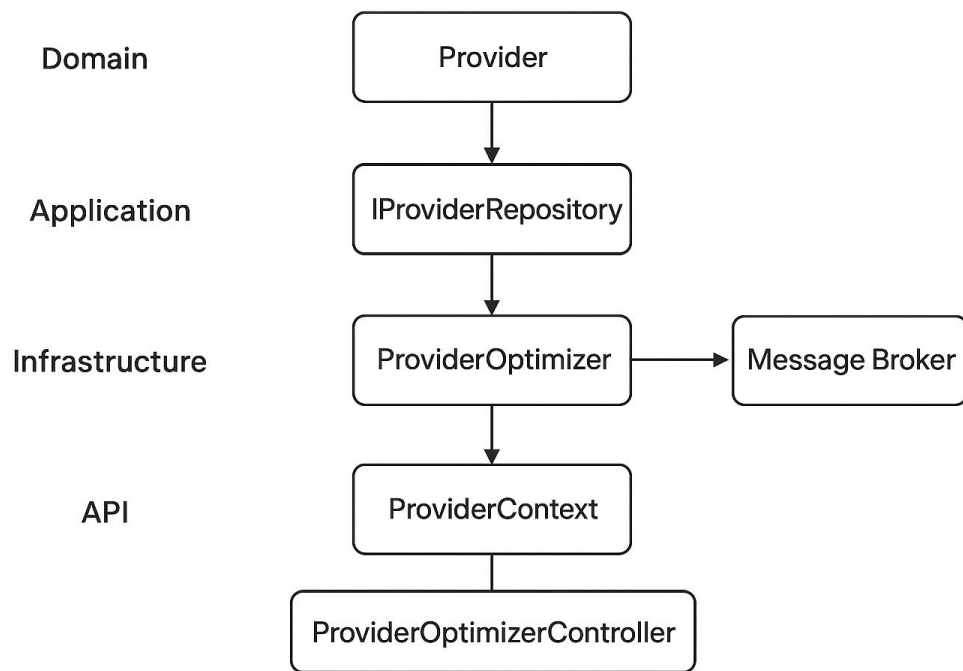 Domain
Provider
Application
IProviderRepository
Infrastructure
ProviderOptimizer
Message Broker
API
ProviderContext
ProviderOptimizerController